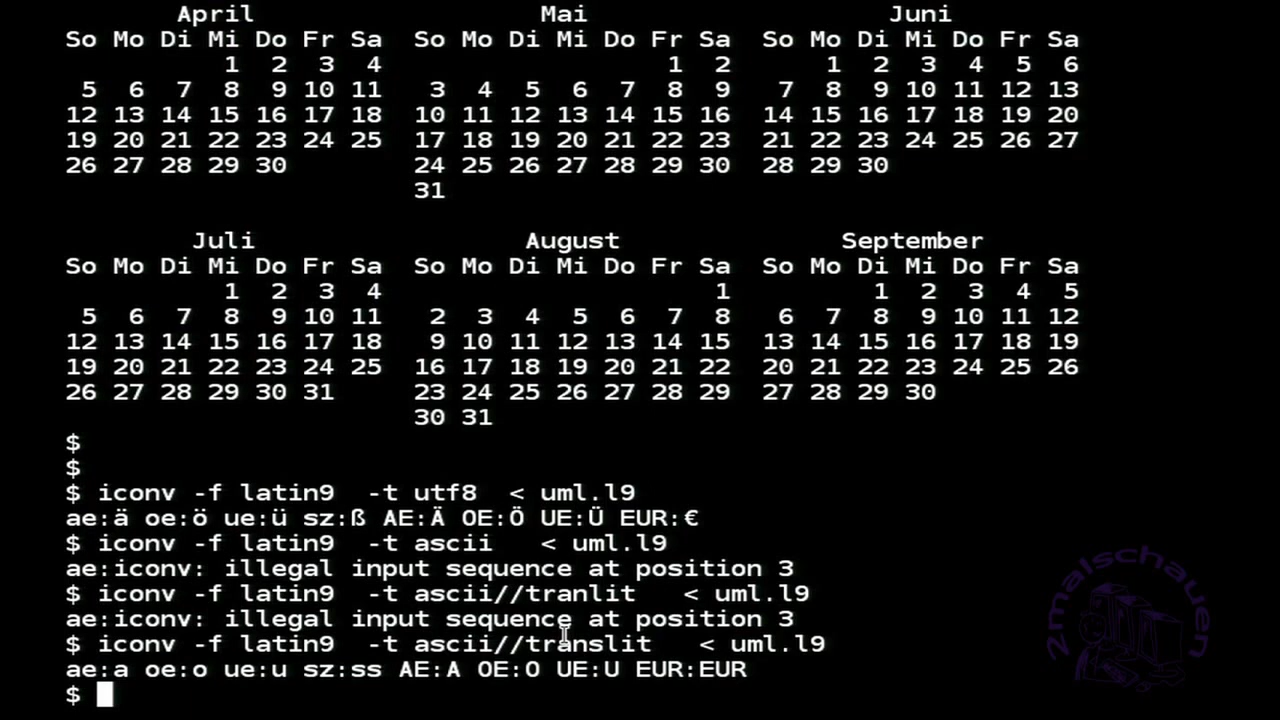 April Mai Juni
So Mo Di Mi Do Fr Sa So Mo Di Mi Do Fr Sa So Mo Di Mi Do Fr Sa
1 2 3 4 1 2 1 2 3 4 5 6
5 6 7 8 9 10 11 3 4 5 6 7 8 9 7 8 9 10 11 12 13
12 13 14 15 16 17 18 10 11 12 13 14 15 16 14 15 16 17 18 19 20
19 20 21 22 23 24 25 17 18 19 20 21 22 23 21 22 23 24 25 26 27
26 27 28 29 30 24 25 26 27 28 29 30 28 29 30
31
Juli August September
So Mo Di Mi Do Fr Sa So Mo Di Mi Do Fr Sa So Mo Di Mi Do Fr Sa
1 2 3 4 1 1 2 3 4 5
5 6 7 8 9 10 11 2 3 4 5 6 7 8 6 7 8 9 10 11 12
12 13 14 15 16 17 18 9 10 11 12 13 14 15 13 14 15 16 17 18 19
19 20 21 22 23 24 25 16 17 18 19 20 21 22 20 21 22 23 24 25 26
26 27 28 29 30 31 23 24 25 26 27 28 29 27 28 29 30
30 31
$
$
$ iconv -f latin9 -t utf8 < uml.l9
ae:ä oe:ö ue:ü sz:ß AE:Ä OE:Ö UE:Ü EUR:€
$ iconv -f latin9 -t ascii < uml.l9
ae:iconv: illegal input sequence at position 3
$ iconv -f latin9 -t ascii//tranlit < uml.l9
ae:iconv: illegal input sequence at position 3
$ iconv -f latin9 -t ascii//translit < uml.l9
ae:a oe:o ue:u sz:ss AE:A OE:O UE:U EUR:EUR
$
2malschauen